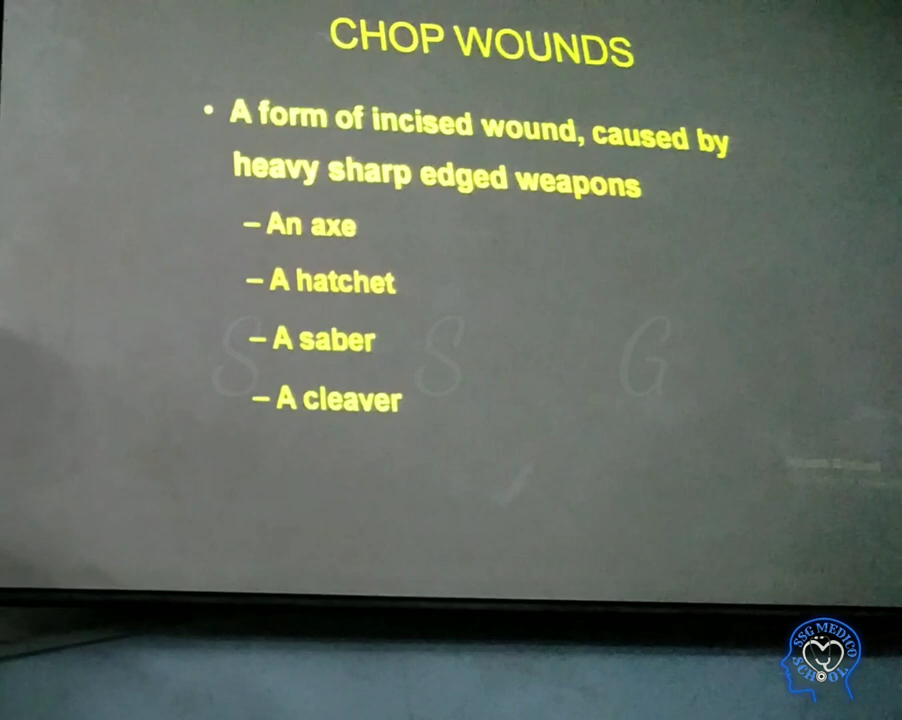 CHOP WOUNDS
• A form of incised wound, caused by
heavy sharp edged weapons
– An axe
– A hatchet
– A saber
– A cleaver
S S G
SSG MEDICO
SCHOOL